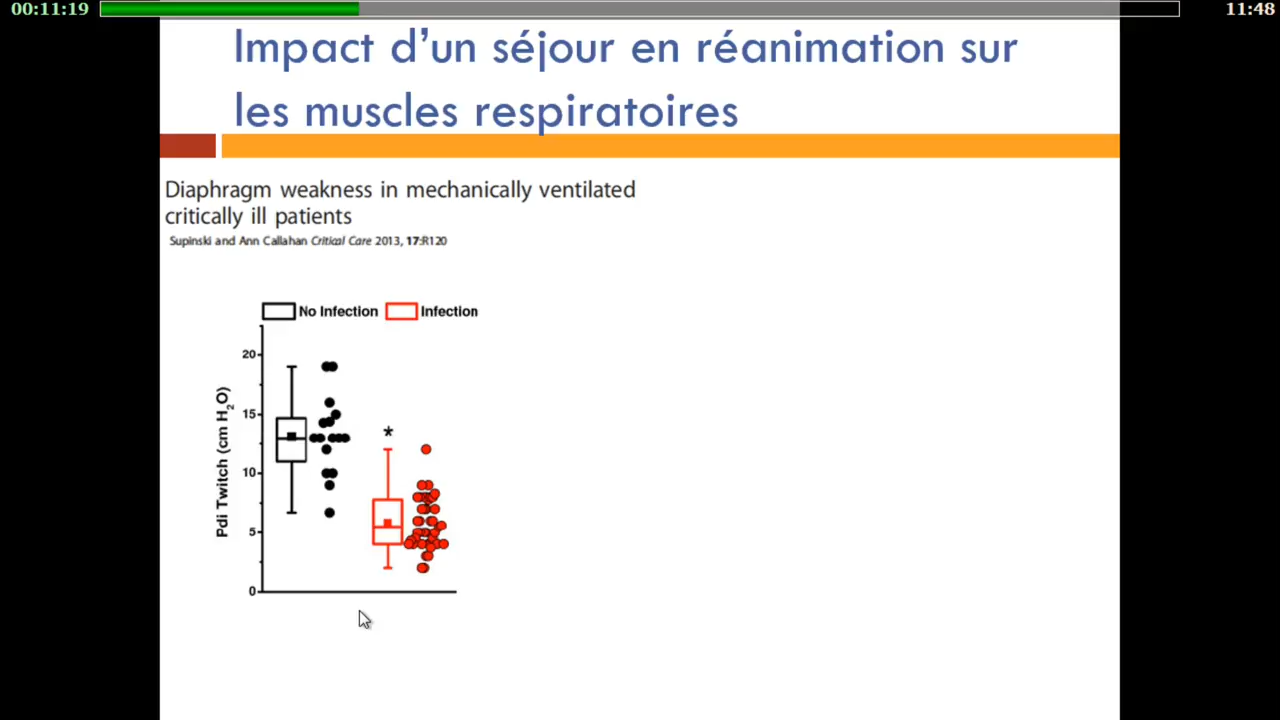 00:11:19
11:48
Impact d’un séjour en réanimation sur
les muscles respiratoires
Diaphragm weakness in mechanically ventilated
critically ill patients
Supinski and Ann Callahan Critical Care 2013, 17:R120
No Infection
Infection
Pdi Twitch (cm H₂O)
20
15
10
5
0
*